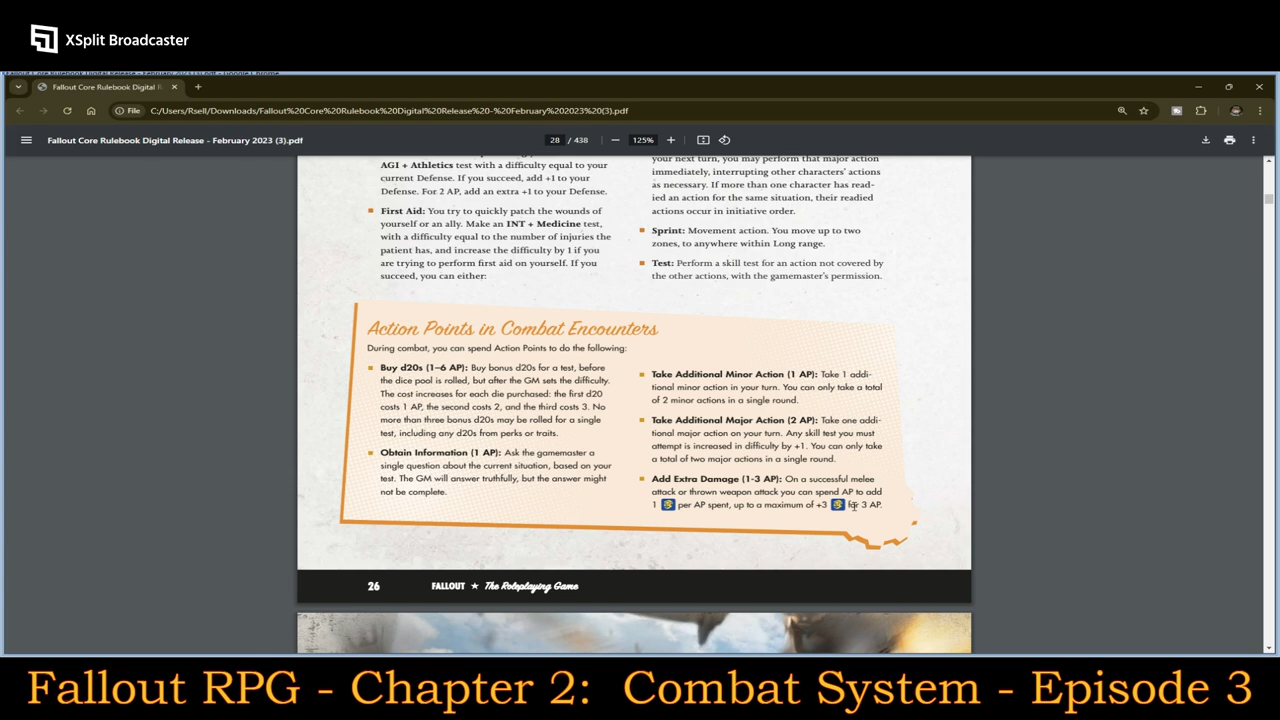 XSplit Broadcaster
Fallout Core Rulebook Digital R
File
C:/Users/Rsell/Downloads/Fallout%20Core%20Rulebook%20Digital%20Release%20-%20February%202023%20(3).pdf
Fallout Core Rulebook Digital Release - February 2023 (3).pdf
28 / 438
125%
AGI + Athletics test with a difficulty equal to your
current Defense. If you succeed, add +1 to your
Defense. For 2 AP, add an extra +1 to your Defense.
First Aid: You try to quickly patch the wounds of
yourself or an ally. Make an INT + Medicine test,
with a difficulty equal to the number of injuries the
patient has, and increase the difficulty by 1 if you
are trying to perform first aid on yourself. If you
succeed, you can either:
your next turn, you may perform that major action
immediately, interrupting other characters' actions
as necessary. If more than one character has read-
ied an action for the same situation, their readied
actions occur in initiative order.
Sprint: Movement action. You move up to two
zones, to anywhere within Long range.
Test: Perform a skill test for an action not covered by
the other actions, with the gamemaster's permission.
Action Points in Combat Encounters
During combat, you can spend Action Points to do the following:
Buy d20s (1–6 AP): Buy bonus d20s for a test, before
the dice pool is rolled, but after the GM sets the difficulty.
The cost increases for each die purchased: the first d20
costs 1 AP, the second costs 2, and the third costs 3. No
more than three bonus d20s may be rolled for a single
test, including any d20s from perks or traits.
Obtain Information (1 AP): Ask the gamemaster a
single question about the current situation, based on your
test. The GM will answer truthfully, but the answer might
not be complete.
Take Additional Minor Action (1 AP): Take 1 addi-
tional minor action in your turn. You can only take a total
of 2 minor actions in a single round.
Take Additional Major Action (2 AP): Take one addi-
tional major action on your turn. Any skill test you must
attempt is increased in difficulty by +1. You can only take
a total of two major actions in a single round.
Add Extra Damage (1-3 AP): On a successful melee
attack or thrown weapon attack you can spend AP to add
1 per AP spent, up to a maximum of +3 for 3 AP.
26 FALLOUT ★ The Roleplaying Game
Fallout RPG - Chapter 2: Combat System - Episode 3